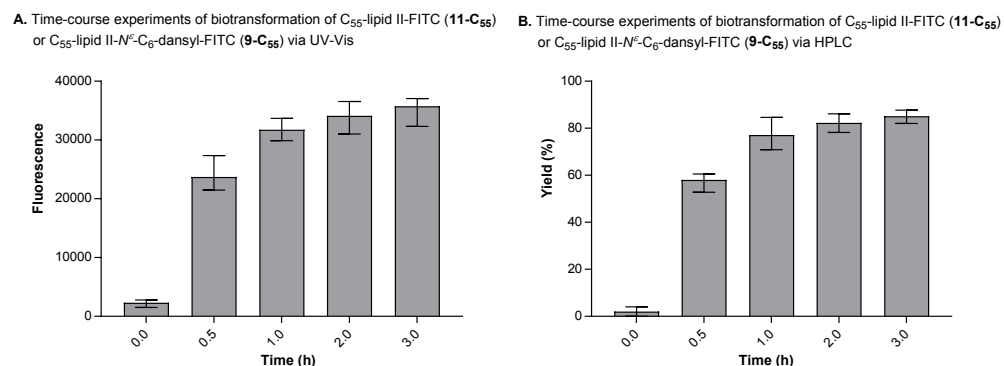 A. Time-course experiments of biotransformation of C₅₅-lipid II-FITC (11-C₅₅)
or C₅₅-lipid II-Nᵋ-C₆-dansyl-FITC (9-C₅₅) via UV-Vis
40000
30000
20000
10000
0
Fluorescence
0.0
0.5
1.0
2.0
3.0
Time (h)
B. Time-course experiments of biotransformation of C₅₅-lipid II-FITC (11-C₅₅)
or C₅₅-lipid II-Nᵋ-C₆-dansyl-FITC (9-C₅₅) via HPLC
100
80
60
40
20
0
Yield (%)
0.0
0.5
1.0
2.0
3.0
Time (h)